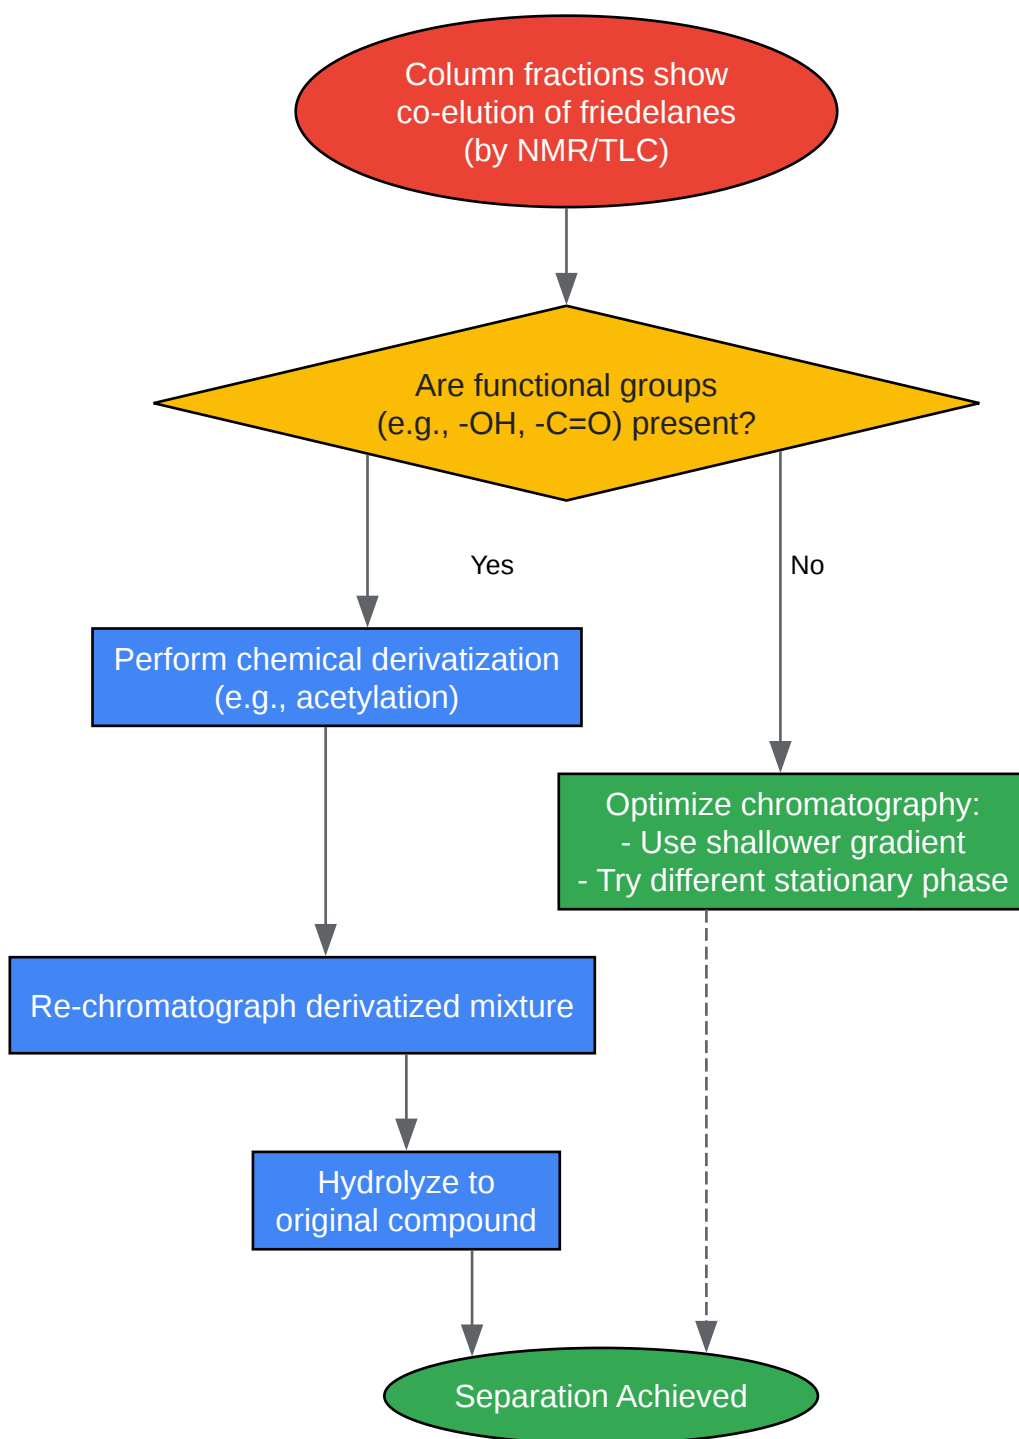 Column fractions show
co-elution of friedelanes
(by NMR/TLC)
Are functional groups
(e.g., -OH, -C=O) present?
Yes
No
Perform chemical derivatization
(e.g., acetylation)
Optimize chromatography:
- Use shallower gradient
- Try different stationary phase
Re-chromatograph derivatized mixture
Hydrolyze to
original compound
Separation Achieved